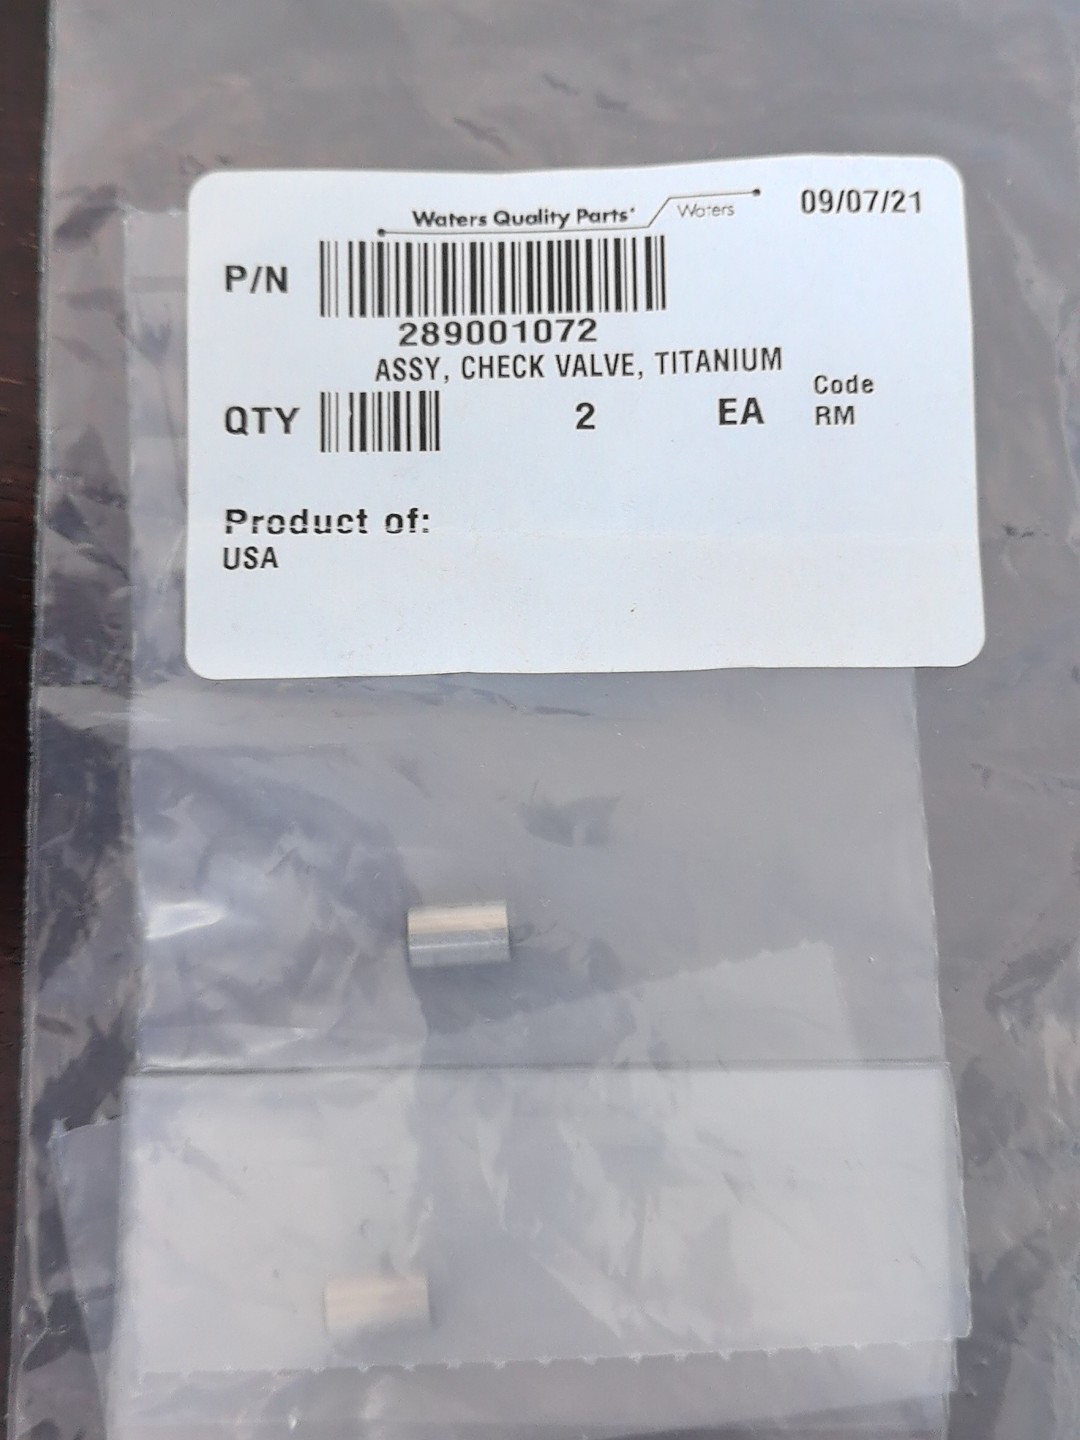 Waters Quality Parts' Waters 09/07/21
P/N
289001072
ASSY, CHECK VALVE, TITANIUM
Code
QTY 2 EA RM
Product of:
USA